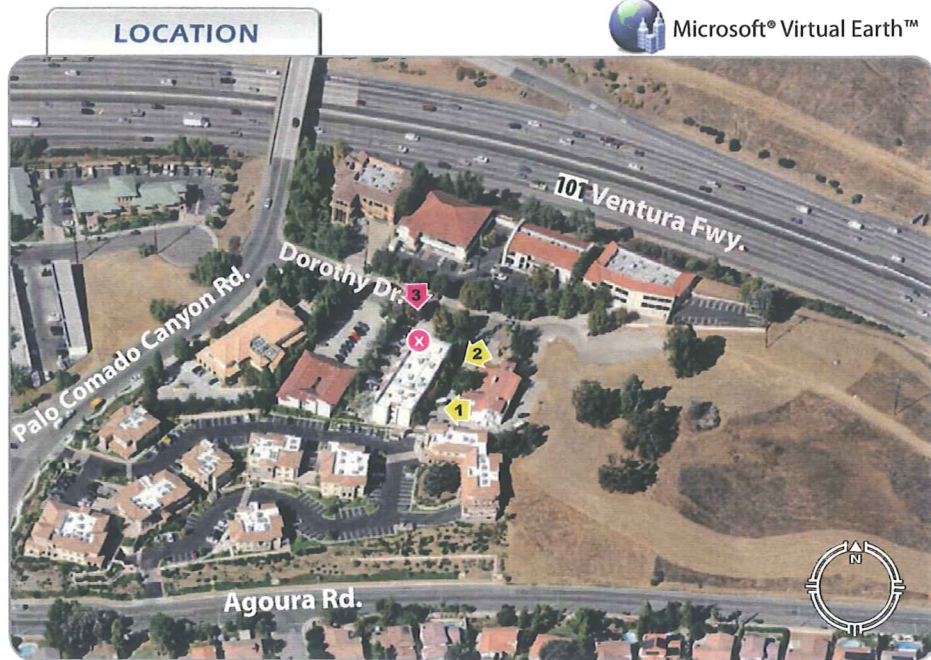 LOCATION
Microsoft® Virtual Earth™
101 Ventura Fwy.
Dorothy Dr.
3
X
2
1
Palo Comado Canyon Rd.
Agoura Rd.
N